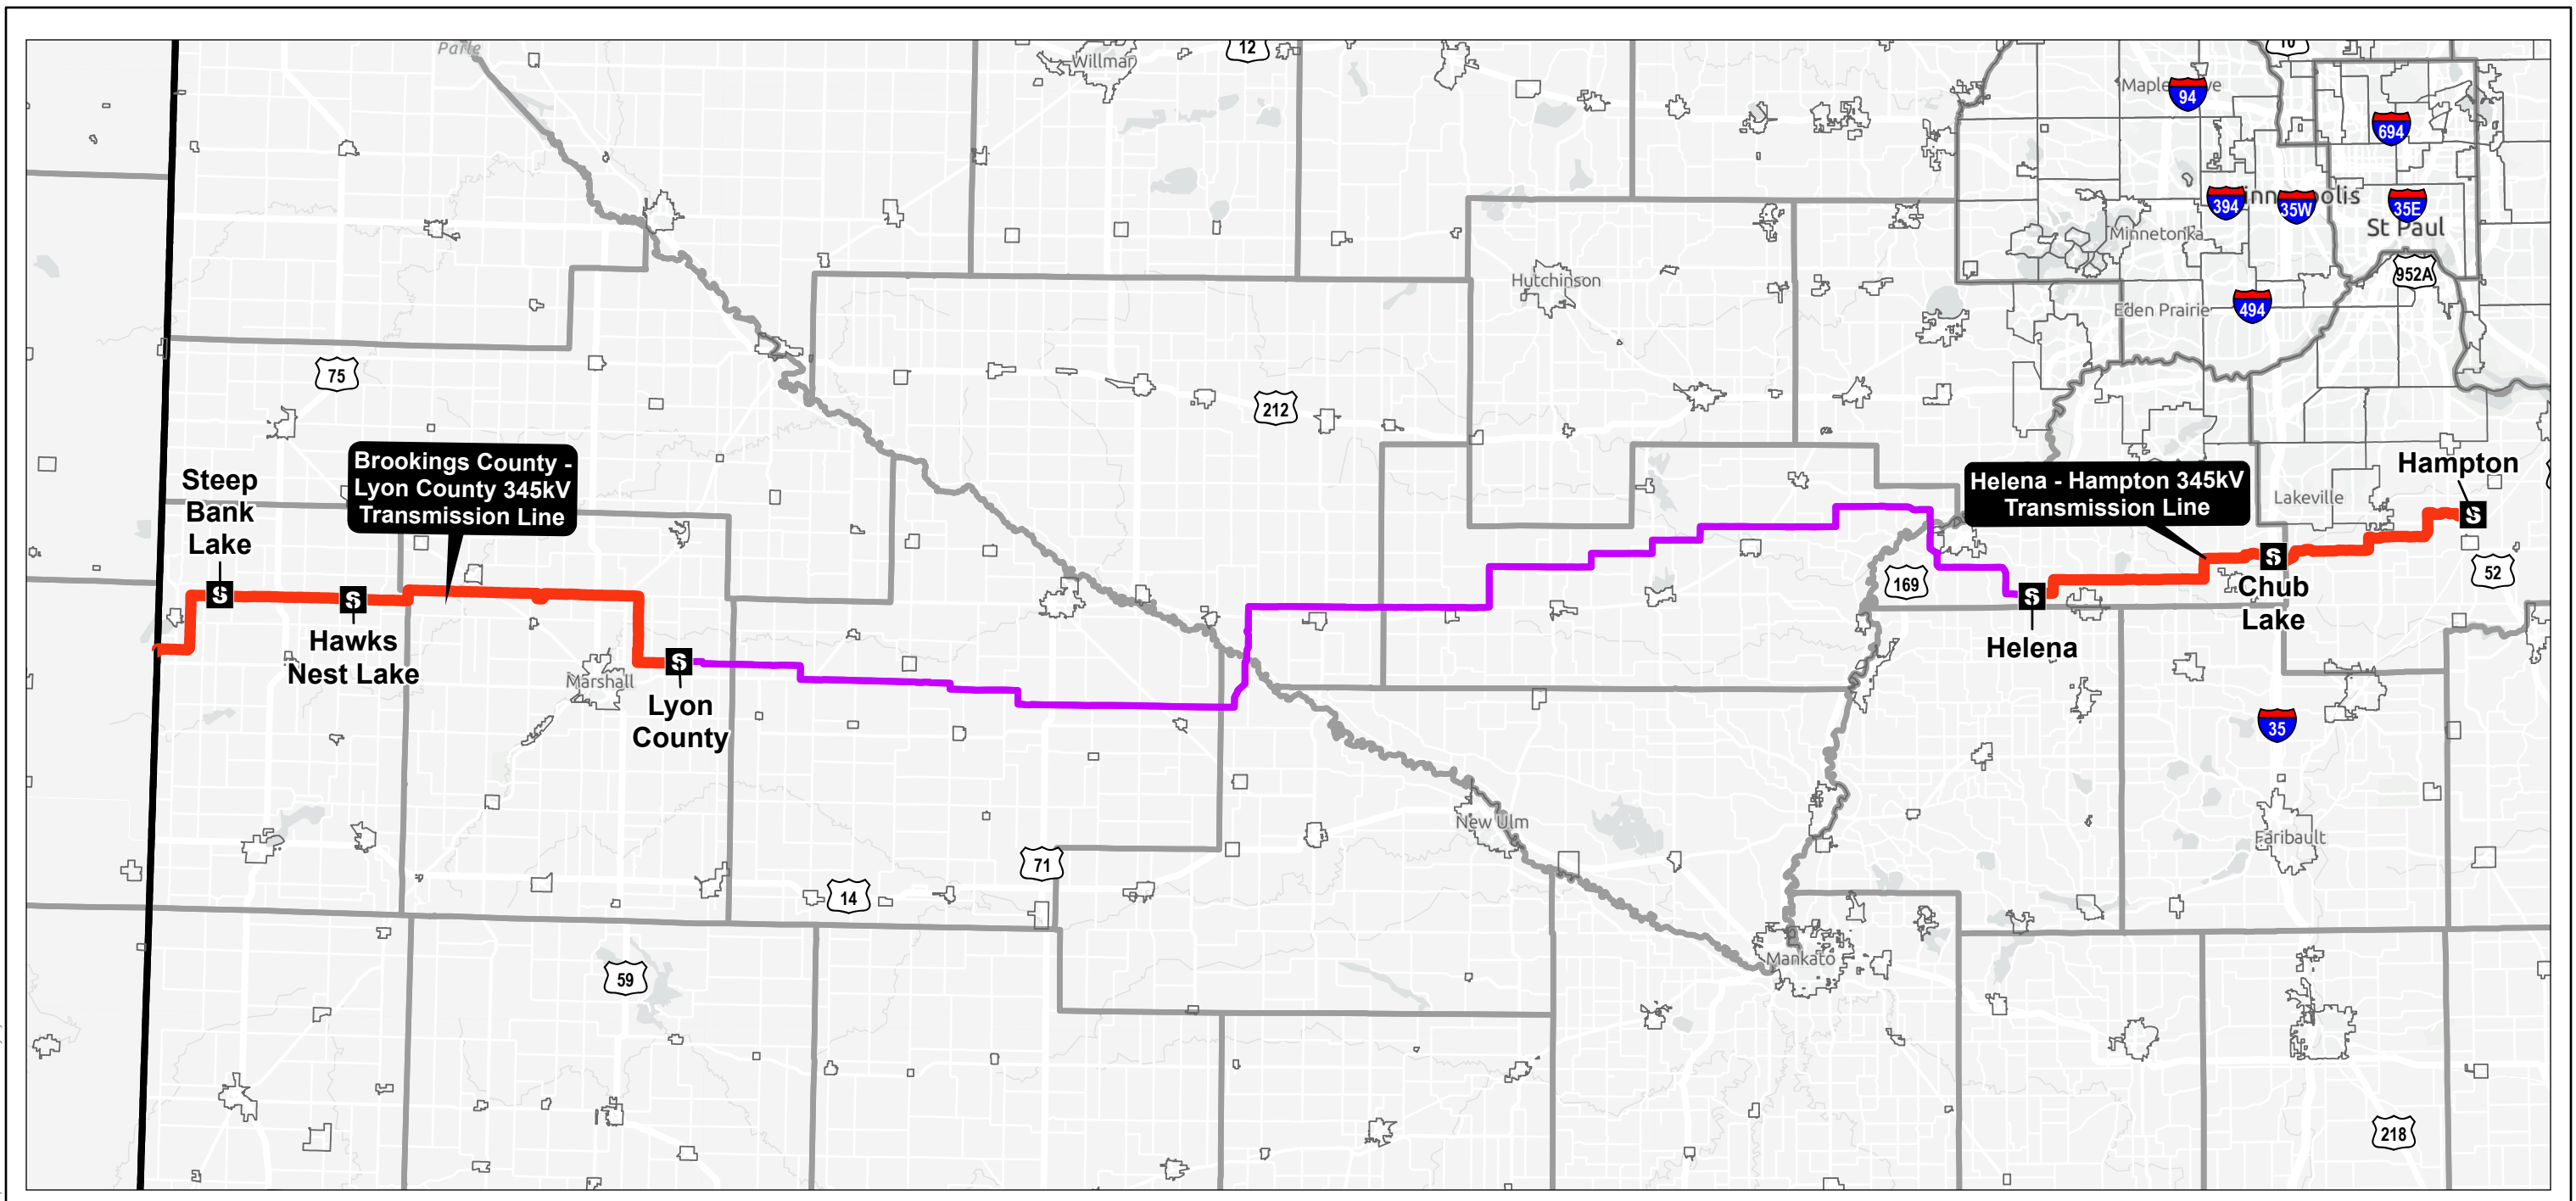 Parle
Willmar
12
10
94
694
394
35W
35E
St Paul
Minnetonka
952A
Hutchinson
Eden Prairie
494
75
212
Brookings County -
Lyon County 345kV
Transmission Line
Steep
Bank
Lake
Helena - Hampton 345kV
Transmission Line
Hampton
Lakeville
S
S
S
S
S
S
S
169
52
Chub
Lake
Hawks
Nest Lake
Helena
Marshall
Lyon
County
35
New Ulm
Faribault
71
14
59
Mankato
218